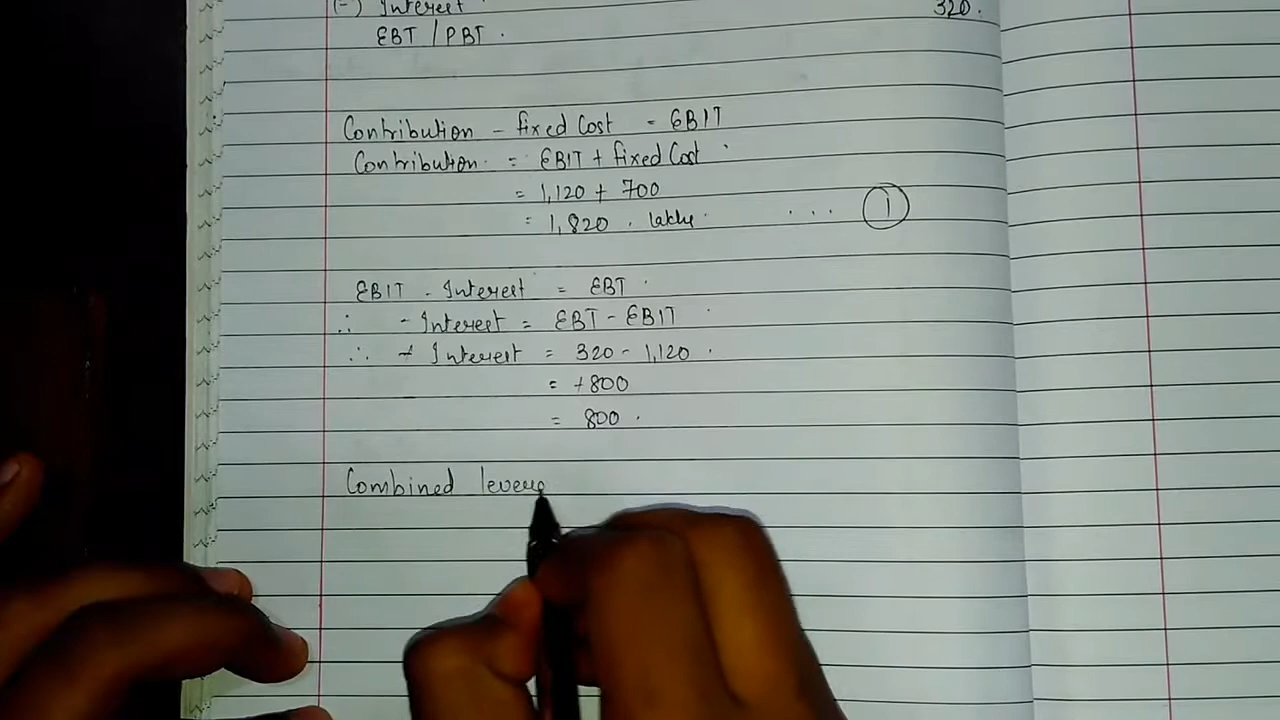 (-) Interest 320.
EBT / PBT .
Contribution - fixed Cost = EBIT
Contribution = EBIT + fixed Cost
= 1,120 + 700
= 1,820 . lakhs. ... 1
EBIT - Interest = EBT .
∴ - Interest = EBT - EBIT
∴ + Interest = 320 - 1,120 .
= +800
= 800 .
Combined levera